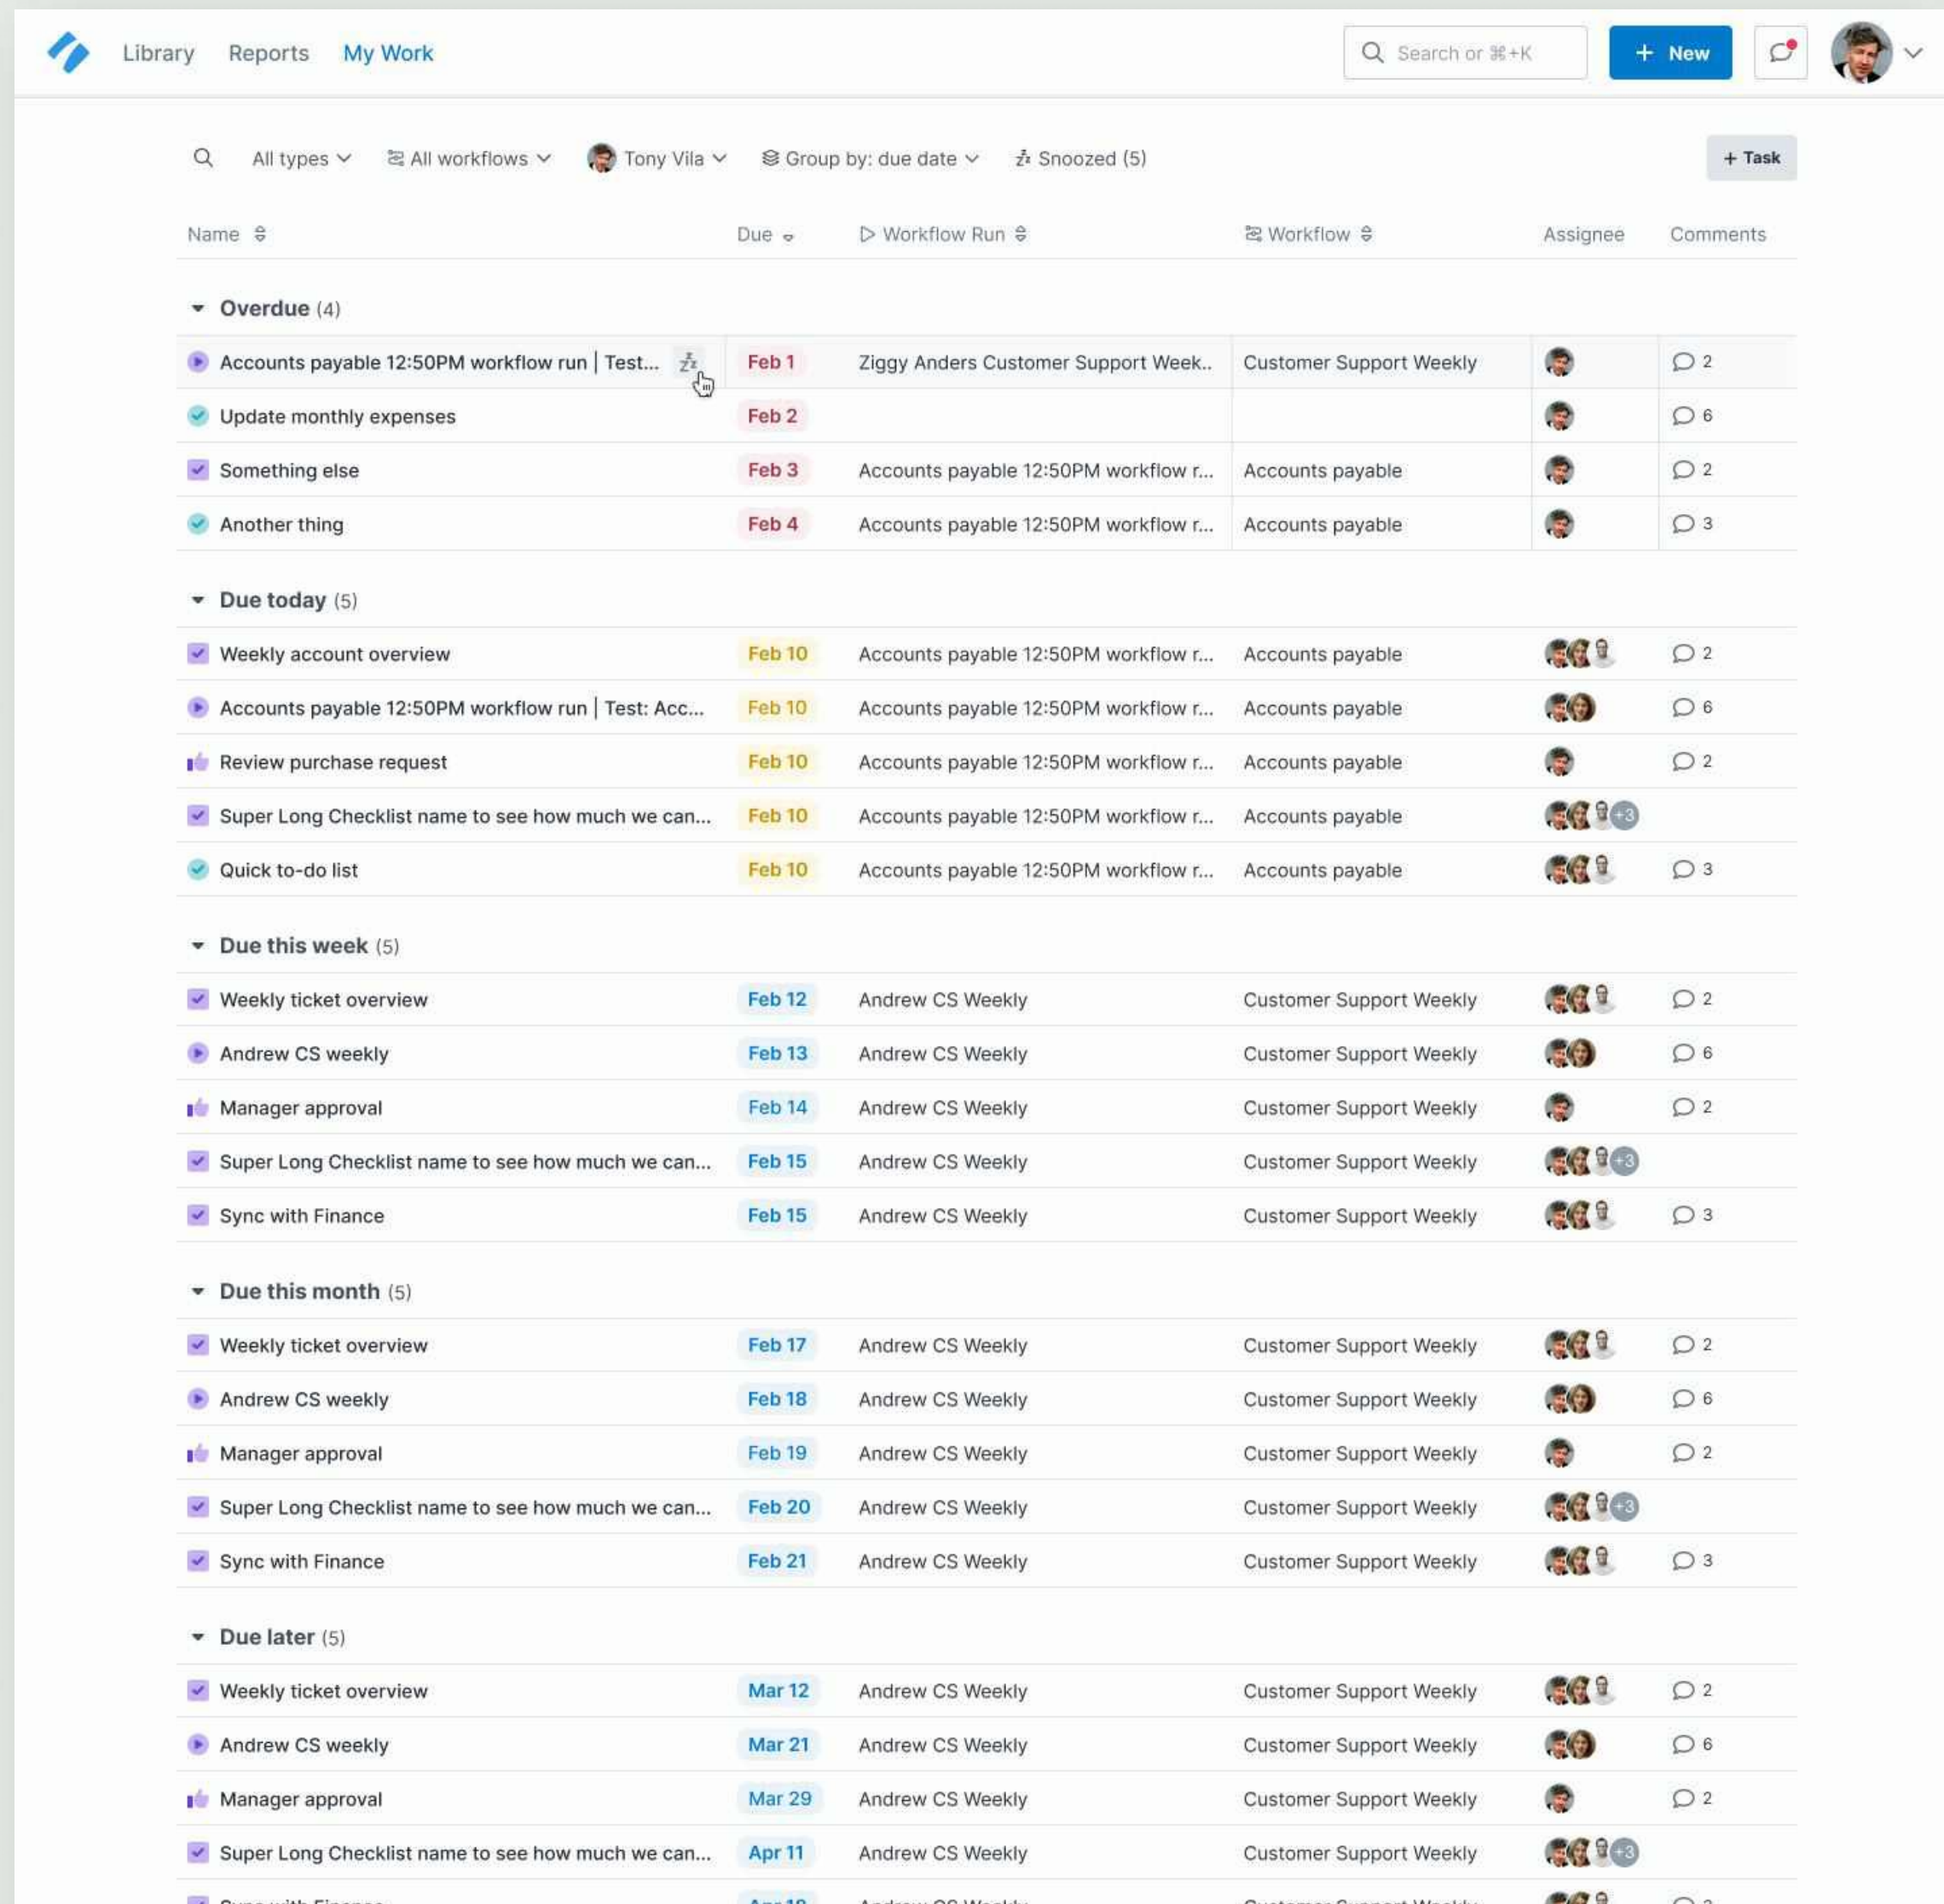 Library Reports My Work Search or ⌘+K + New
All types All workflows Tony Vila Group by: due date Snoozed (5) + Task
Name Due Workflow Run Workflow Assignee Comments
Overdue (4)
Accounts payable 12:50PM workflow run | Test... Feb 1 Ziggy Anders Customer Support Week.. Customer Support Weekly 2
Update monthly expenses Feb 2 6
Something else Feb 3 Accounts payable 12:50PM workflow r... Accounts payable 2
Another thing Feb 4 Accounts payable 12:50PM workflow r... Accounts payable 3
Due today (5)
Weekly account overview Feb 10 Accounts payable 12:50PM workflow r... Accounts payable 2
Accounts payable 12:50PM workflow run | Test: Acc... Feb 10 Accounts payable 12:50PM workflow r... Accounts payable 6
Review purchase request Feb 10 Accounts payable 12:50PM workflow r... Accounts payable 2
Super Long Checklist name to see how much we can... Feb 10 Accounts payable 12:50PM workflow r... Accounts payable +3
Quick to-do list Feb 10 Accounts payable 12:50PM workflow r... Accounts payable 3
Due this week (5)
Weekly ticket overview Feb 12 Andrew CS Weekly Customer Support Weekly 2
Andrew CS weekly Feb 13 Andrew CS Weekly Customer Support Weekly 6
Manager approval Feb 14 Andrew CS Weekly Customer Support Weekly 2
Super Long Checklist name to see how much we can... Feb 15 Andrew CS Weekly Customer Support Weekly +3
Sync with Finance Feb 15 Andrew CS Weekly Customer Support Weekly 3
Due this month (5)
Weekly ticket overview Feb 17 Andrew CS Weekly Customer Support Weekly 2
Andrew CS weekly Feb 18 Andrew CS Weekly Customer Support Weekly 6
Manager approval Feb 19 Andrew CS Weekly Customer Support Weekly 2
Super Long Checklist name to see how much we can... Feb 20 Andrew CS Weekly Customer Support Weekly +3
Sync with Finance Feb 21 Andrew CS Weekly Customer Support Weekly 3
Due later (5)
Weekly ticket overview Mar 12 Andrew CS Weekly Customer Support Weekly 2
Andrew CS weekly Mar 21 Andrew CS Weekly Customer Support Weekly 6
Manager approval Mar 29 Andrew CS Weekly Customer Support Weekly 2
Super Long Checklist name to see how much we can... Apr 11 Andrew CS Weekly Customer Support Weekly +3